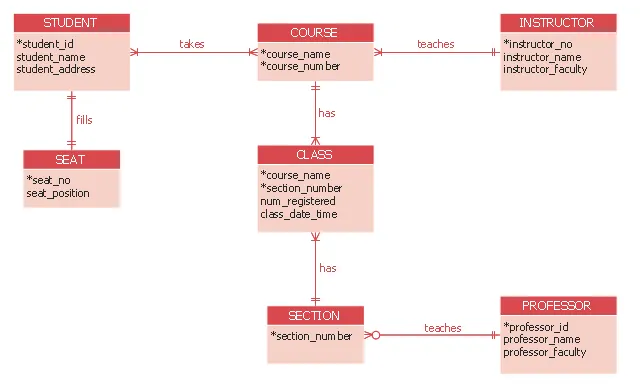 STUDENT
*student_id
student_name
student_address
takes
COURSE
*course_name
*course_number
teaches
INSTRUCTOR
*instructor_no
instructor_name
instructor_faculty
fills
has
SEAT
*seat_no
seat_position
CLASS
*course_name
*section_number
num_registered
class_date_time
has
SECTION
*section_number
teaches
PROFESSOR
*professor_id
professor_name
professor_faculty